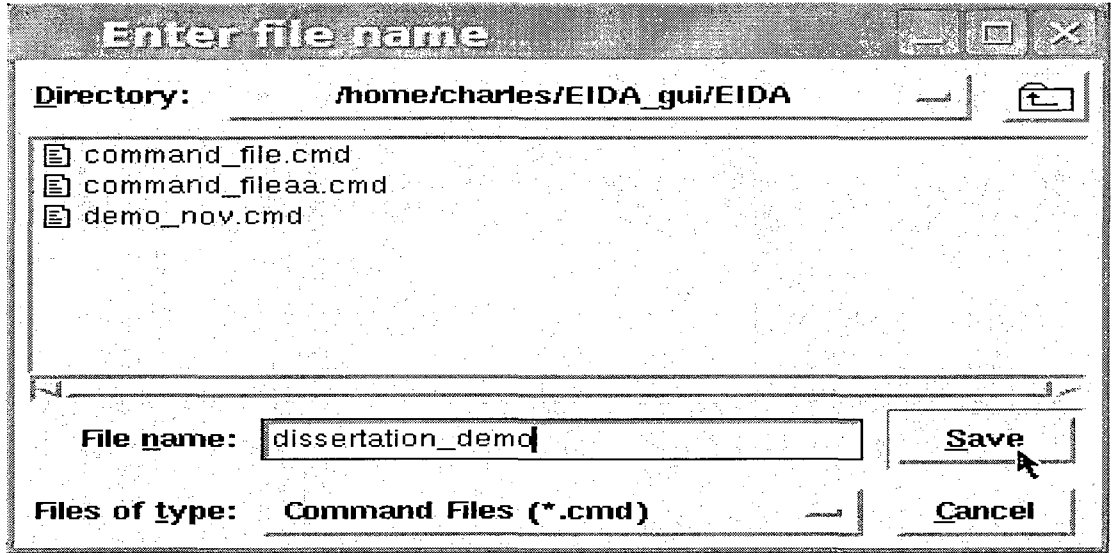 Enter file name
Directory: /home/charles/EIDA_gui/EIDA
command_file.cmd
command_fileaa.cmd
demo_nov.cmd
File name: dissertation_demo Save
Files of type: Command Files (*.cmd) Cancel